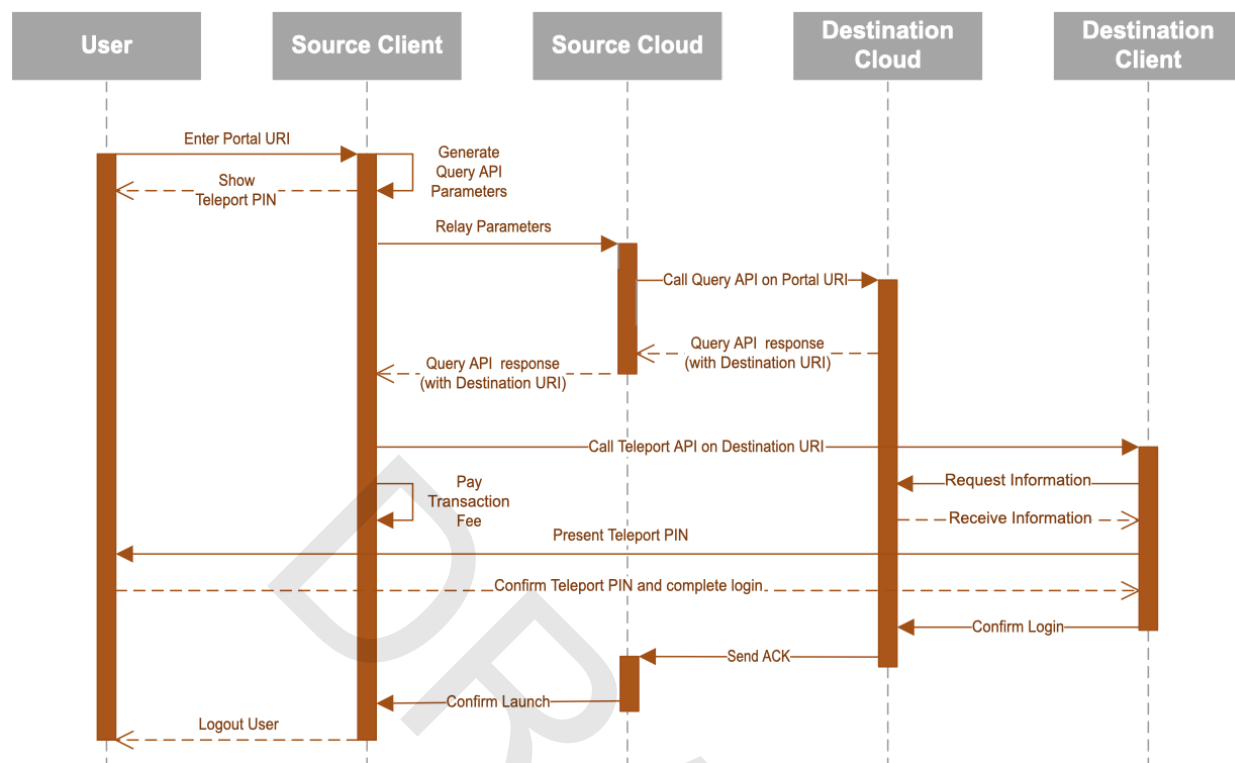 User
Source Client
Source Cloud
Destination
Cloud
Destination
Client
Enter Portal URI
Generate
Query API
Parameters
Show
Teleport PIN
Relay Parameters
Call Query API on Portal URI
Query API response
(with Destination URI)
Query API response
(with Destination URI)
Call Teleport API on Destination URI
Pay
Transaction
Fee
Request Information
Receive Information
Present Teleport PIN
Confirm Teleport PIN and complete login
Confirm Login
Send ACK
Confirm Launch
Logout User
DR